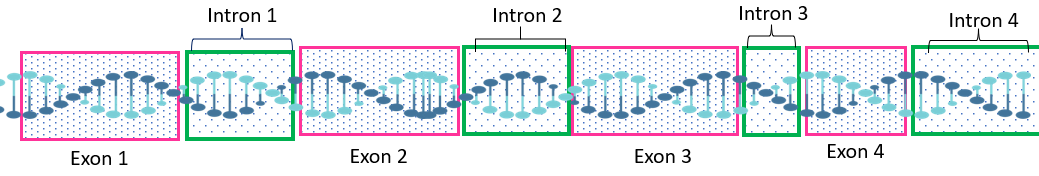 Intron 1
Intron 2
Intron 3
Intron 4
Exon 1
Exon 2
Exon 3
Exon 4